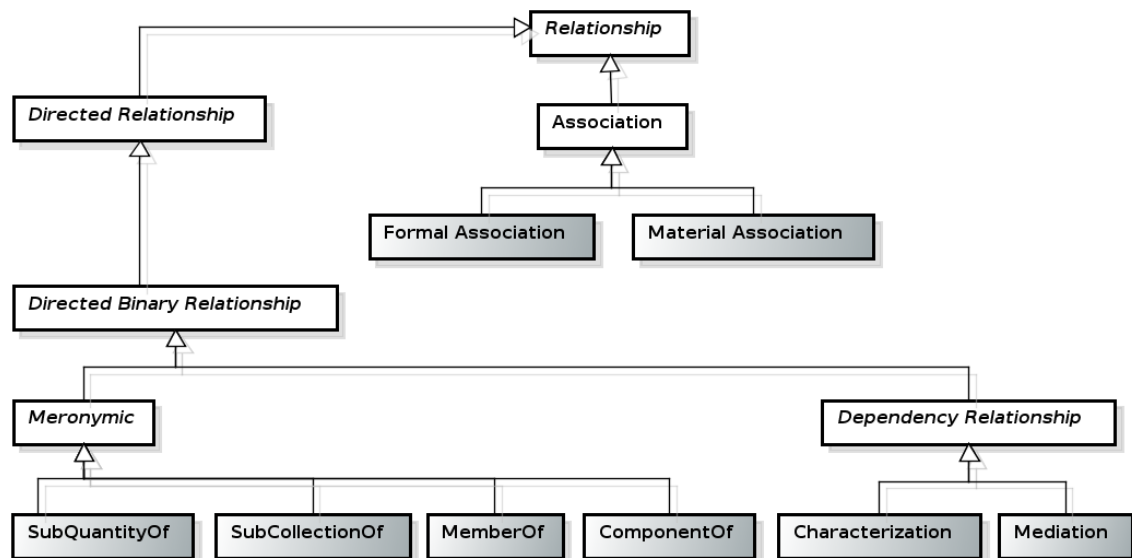 Relationship
Directed Relationship
Association
Formal Association
Material Association
Directed Binary Relationship
Meronymic
Dependency Relationship
SubQuantityOf
SubCollectionOf
MemberOf
ComponentOf
Characterization
Mediation